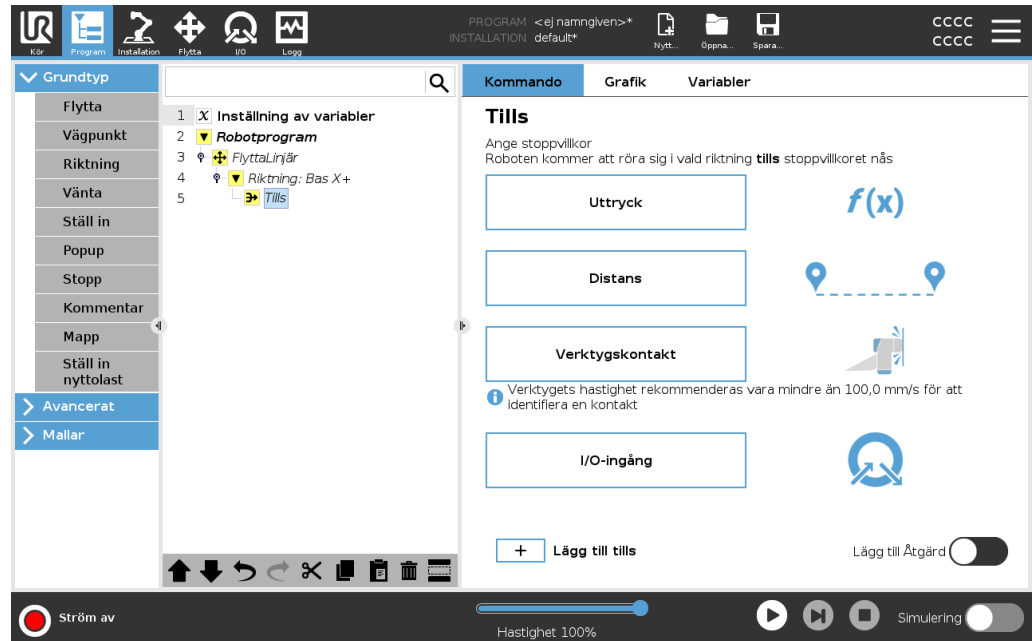 PROGRAM <ej namngiven>*
INSTALLATION default*
Kör
Program
Installation
Flytta
I/O
Logg
Nytt...
Öppna...
Spara...
cccc
cccc
Grundtyp
Flytta
Vägpunkt
Riktning
Vänta
Ställ in
Popup
Stopp
Kommentar
Mapp
Ställ in
nyttolast
Avancerat
Mallar
1 X Inställning av variabler
2 Robotprogram
3 FlyttaLinjär
4 Riktning: Bas X+
5 Tills
Kommando
Grafik
Variabler
Tills
Ange stoppvillkor
Roboten kommer att röra sig i vald riktning tills stoppvillkoret nås
Uttryck
f(x)
Distans
Verktygskontakt
Verktygets hastighet rekommenderas vara mindre än 100,0 mm/s för att
identifiera en kontakt
I/O-ingång
+ Lägg till tills
Lägg till Åtgärd
Ström av
Hastighet 100%
Simulering